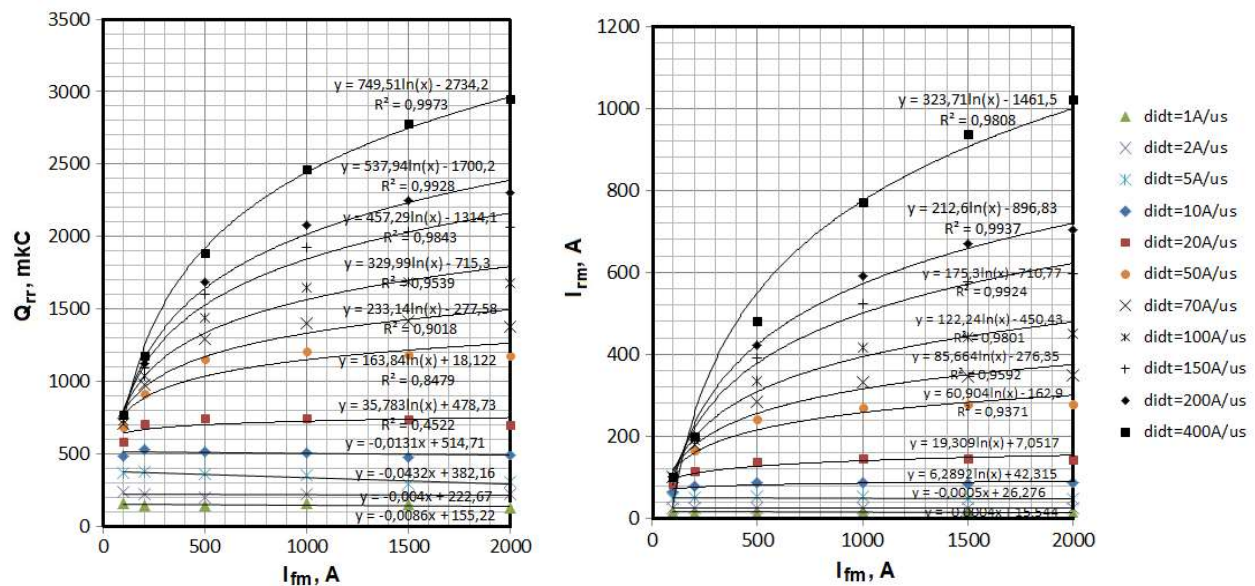 3500
3000
2500
2000
1500
1000
500
0
Qrr, mkC
y = 749,51ln(x) - 2734,2
R² = 0,9973
y = 537,94ln(x) - 1700,2
R² = 0,9928
y = 457,29ln(x) - 1314,1
R² = 0,9843
y = 329,99ln(x) - 715,3
R² = 0,9539
y = 233,14ln(x) - 277,58
R² = 0,9018
y = 163,84ln(x) + 18,122
R² = 0,8479
y = 35,783ln(x) + 478,73
R² = 0,4522
y = -0,0131x + 514,71
y = -0,0432x + 382,16
y = -0,004x + 222,67
y = -0,0086x + 155,22
0 500 1000 1500 2000
Ifm, A
1200
1000
800
600
400
200
0
Irm, A
y = 323,71ln(x) - 1461,5
R² = 0,9808
y = 212,6ln(x) - 896,83
R² = 0,9937
y = 175,3ln(x) - 710,77
R² = 0,9924
y = 122,24ln(x) - 450,43
R² = 0,9801
y = 85,664ln(x) - 276,35
R² = 0,9592
y = 60,904ln(x) - 162,9
R² = 0,9371
y = 19,309ln(x) + 7,0517
y = 6,2892ln(x) + 42,315
y = -0,0005x + 26,276
y = -0,0004x + 15,544
0 500 1000 1500 2000
Ifm, A
didt=1A/us
didt=2A/us
didt=5A/us
didt=10A/us
didt=20A/us
didt=50A/us
didt=70A/us
didt=100A/us
didt=150A/us
didt=200A/us
didt=400A/us